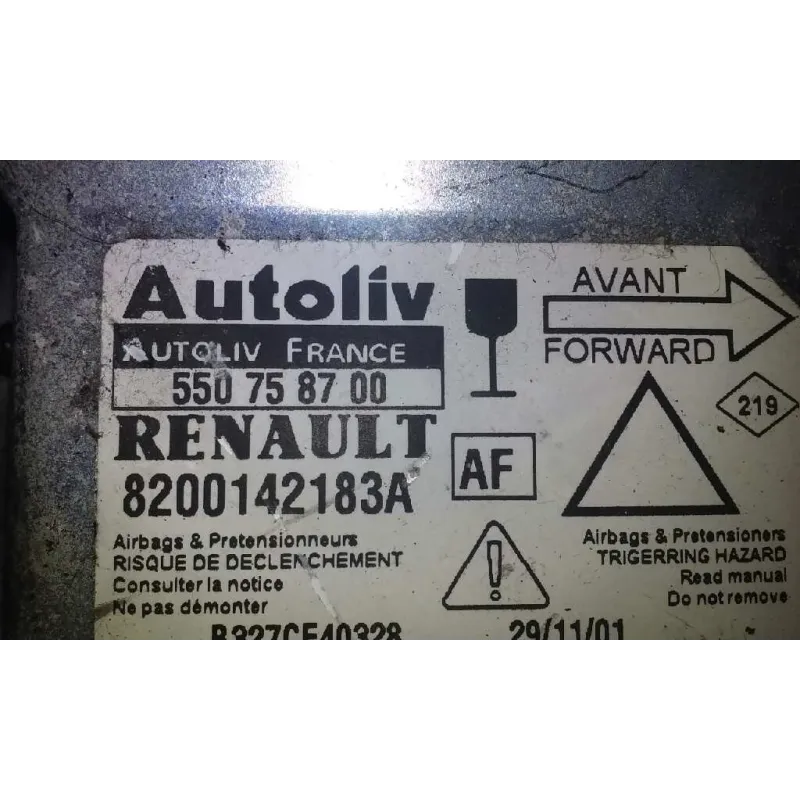 Autoliv
AUTOLIV FRANCE
550 75 87 00
RENAULT
8200142183A
AVANT
FORWARD
219
AF
Airbags & Pretensionneurs
RISQUE DE DECLENCHEMENT
Consulter la notice
Ne pas démonter
Airbags & Pretensioners
TRIGERRING HAZARD
Read manual
Do not remove
B327CE40328
29/11/01